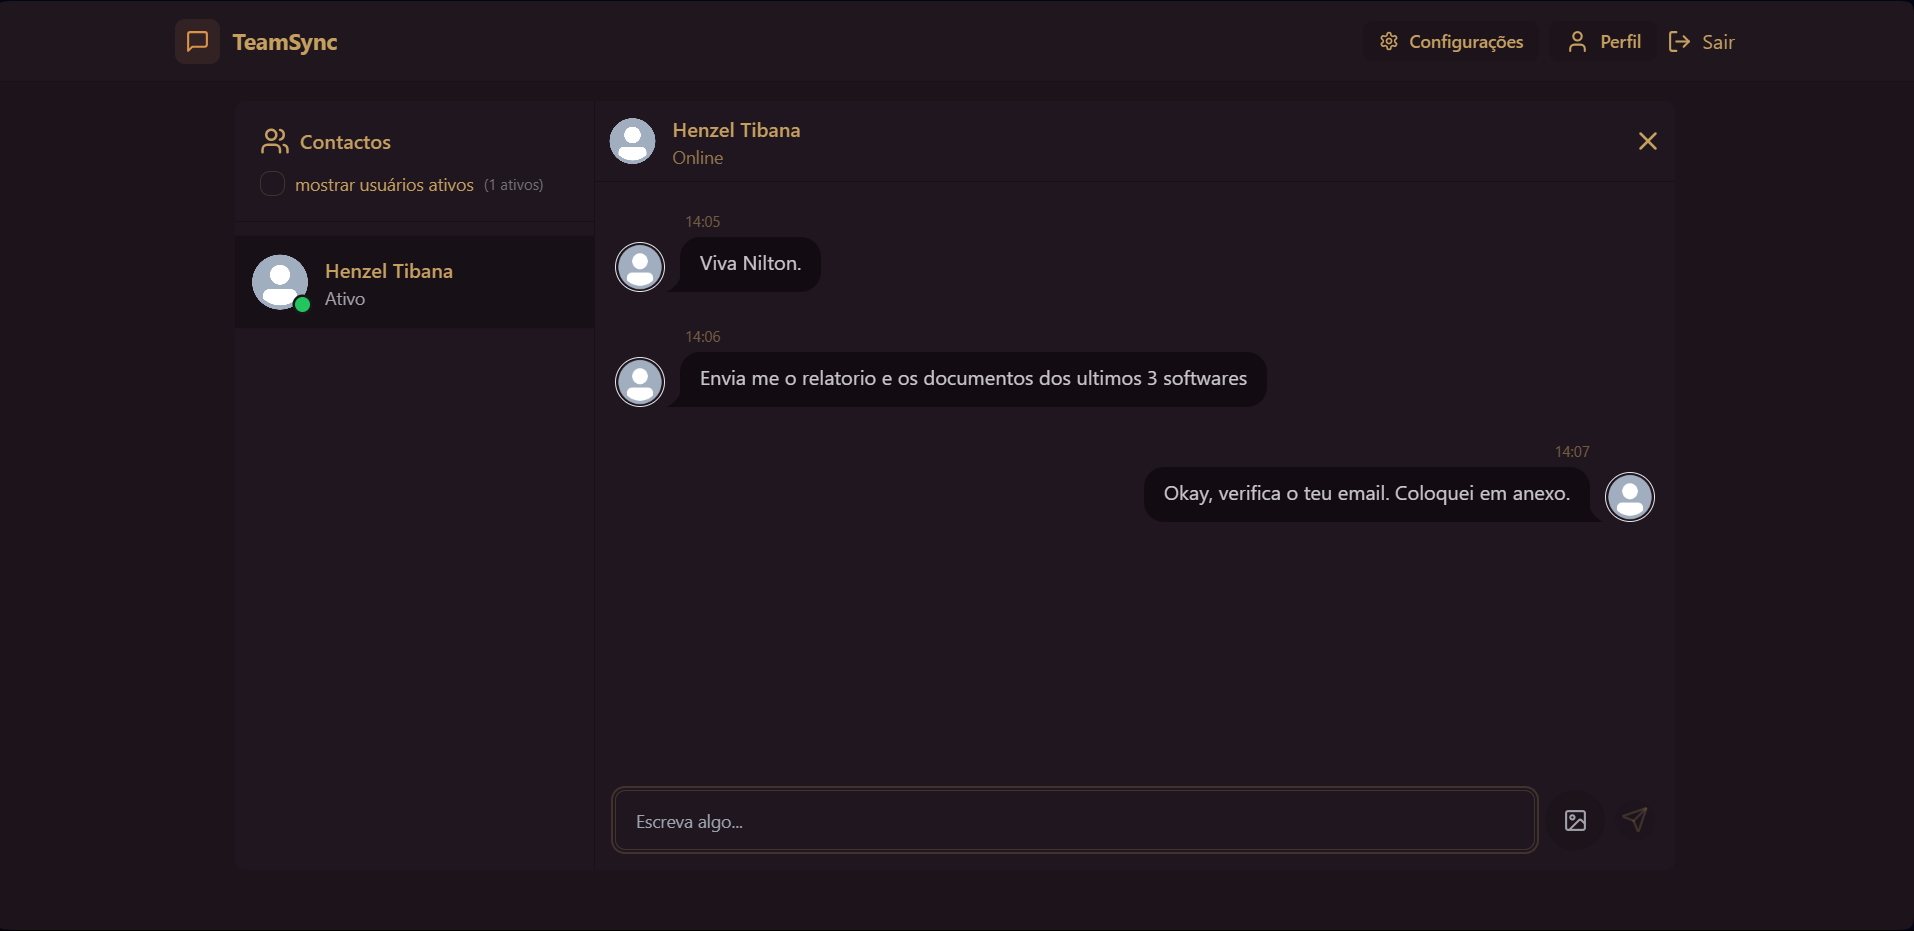 TeamSync
Configurações
Perfil
Sair
Contactos
mostrar usuários ativos (1 ativos)
Henzel Tibana
Ativo
Henzel Tibana
Online
14:05
Viva Nilton.
14:06
Envia me o relatorio e os documentos dos ultimos 3 softwares
14:07
Okay, verifica o teu email. Coloquei em anexo.
Escreva algo...